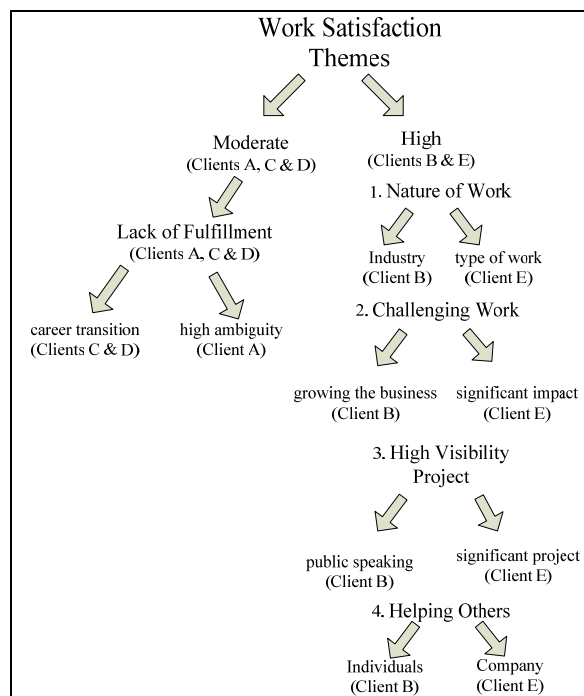 Work Satisfaction
Themes
Moderate
(Clients A, C & D)
Lack of Fulfillment
(Clients A, C & D)
career transition
(Clients C & D)
high ambiguity
(Client A)
High
(Clients B & E)
1. Nature of Work
Industry
(Client B)
type of work
(Client E)
2. Challenging Work
growing the business
(Client B)
significant impact
(Client E)
3. High Visibility
Project
public speaking
(Client B)
significant project
(Client E)
4. Helping Others
Individuals
(Client B)
Company
(Client E)